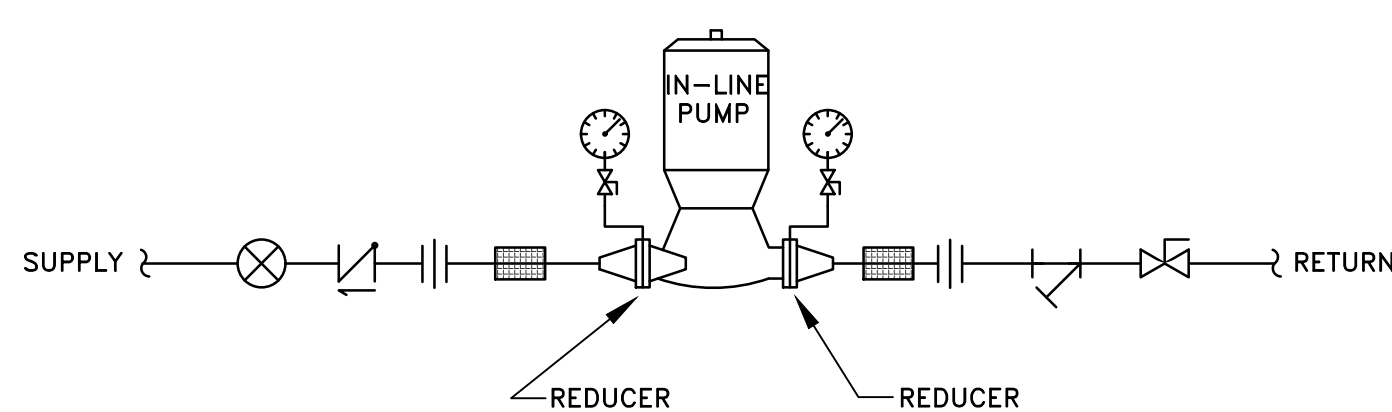 IN-LINE
PUMP
SUPPLY
RETURN
REDUCER
REDUCER